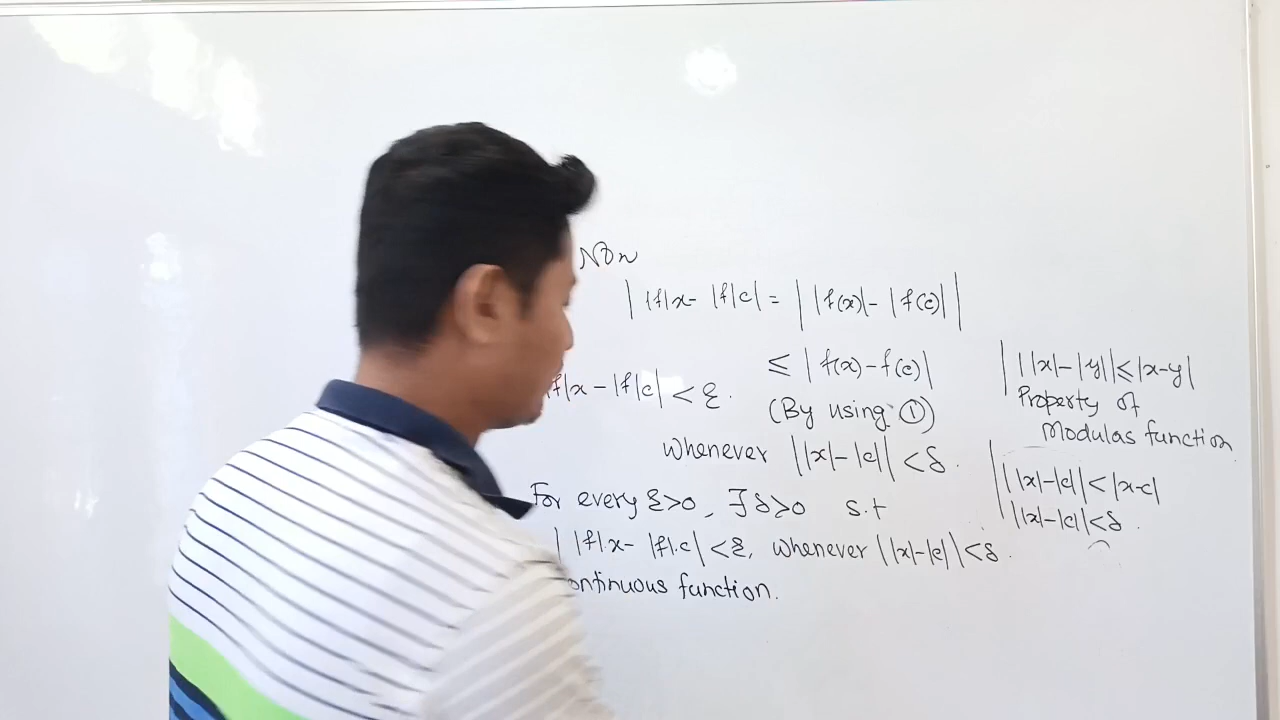 Now
| |f|x- |f|c| = | |f(x)|- |f(c)| |
≤ | f(x)-f(c)|
f|x - |f|c| < ε.
(By using ①)
whenever ||x|-|c|| < δ.
For every ε>0, ∃ δ>0 s.t
| |f|.x- |f|.c| < ε, whenever ||x|-|c|| < δ.
ontinuous function.
| |x|-|y|| ≤ |x-y|
Property of
Modulas function
||x|-|c|| < |x-c|
||x|-|c|| < δ.